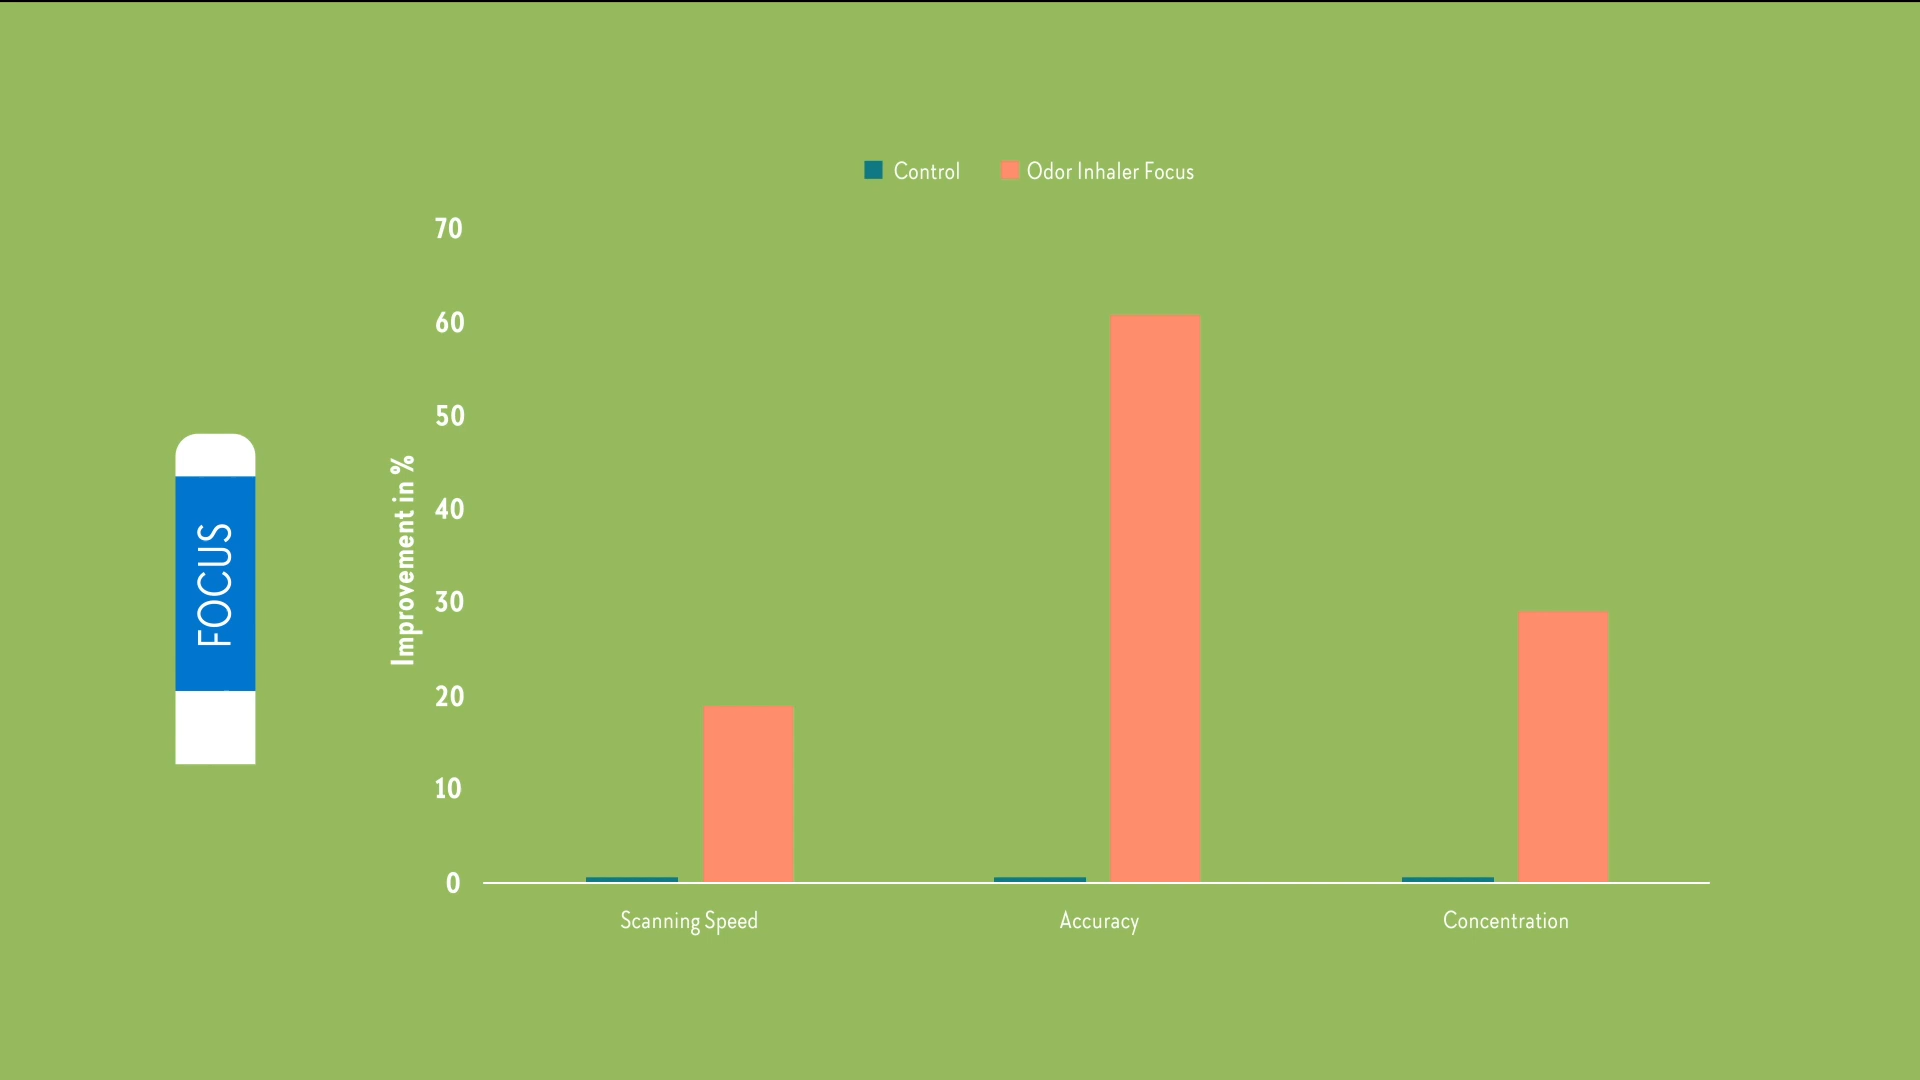 Control
Odor Inhaler Focus
70
60
50
40
30
20
10
0
Improvement in %
FOCUS
Scanning Speed
Accuracy
Concentration